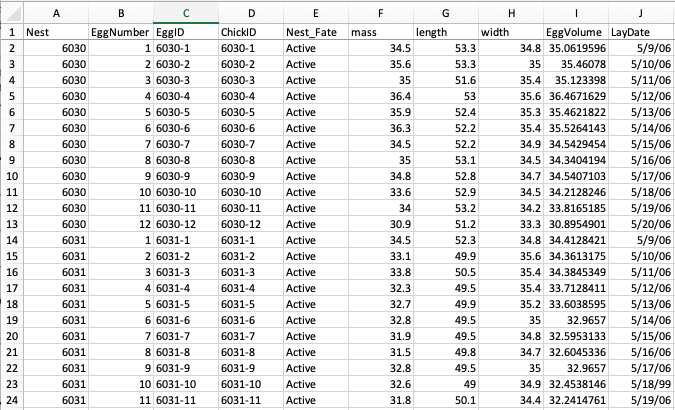 A B C D E F G H I J
1 Nest EggNumber EggID ChickID Nest_Fate mass length width EggVolume LayDate
2 6030 1 6030-1 6030-1 Active 34.5 53.3 34.8 35.0619596 5/9/06
3 6030 2 6030-2 6030-2 Active 35.6 53.3 35 35.46078 5/10/06
4 6030 3 6030-3 6030-3 Active 35 51.6 35.4 35.123398 5/11/06
5 6030 4 6030-4 6030-4 Active 36.4 53 35.6 36.4671629 5/12/06
6 6030 5 6030-5 6030-5 Active 35.9 52.4 35.3 35.4621822 5/13/06
7 6030 6 6030-6 6030-6 Active 36.3 52.2 35.4 35.5264143 5/14/06
8 6030 7 6030-7 6030-7 Active 34.5 52.2 34.9 34.5429454 5/15/06
9 6030 8 6030-8 6030-8 Active 35 53.1 34.5 34.3404194 5/16/06
10 6030 9 6030-9 6030-9 Active 34.8 52.8 34.7 34.5407103 5/17/06
11 6030 10 6030-10 6030-10 Active 33.6 52.9 34.5 34.2128246 5/18/06
12 6030 11 6030-11 6030-11 Active 34 53.2 34.2 33.8165185 5/19/06
13 6030 12 6030-12 6030-12 Active 30.9 51.2 33.3 30.8954901 5/20/06
14 6031 1 6031-1 6031-1 Active 34.5 52.3 34.8 34.4128421 5/9/06
15 6031 2 6031-2 6031-2 Active 33.1 49.9 35.6 34.3613175 5/10/06
16 6031 3 6031-3 6031-3 Active 33.8 50.5 35.4 34.3845349 5/11/06
17 6031 4 6031-4 6031-4 Active 32.3 49.5 35.4 33.7128411 5/12/06
18 6031 5 6031-5 6031-5 Active 32.7 49.9 35.2 33.6038595 5/13/06
19 6031 6 6031-6 6031-6 Active 32.8 49.5 35 32.9657 5/14/06
20 6031 7 6031-7 6031-7 Active 31.9 49.5 34.8 32.5953133 5/15/06
21 6031 8 6031-8 6031-8 Active 31.5 49.8 34.7 32.6045336 5/16/06
22 6031 9 6031-9 6031-9 Active 32.8 49.5 35 32.9657 5/17/06
23 6031 10 6031-10 6031-10 Active 32.6 49 34.9 32.4538146 5/18/99
24 6031 11 6031-11 6031-11 Active 31.8 50.1 34.4 32.2414761 5/19/06